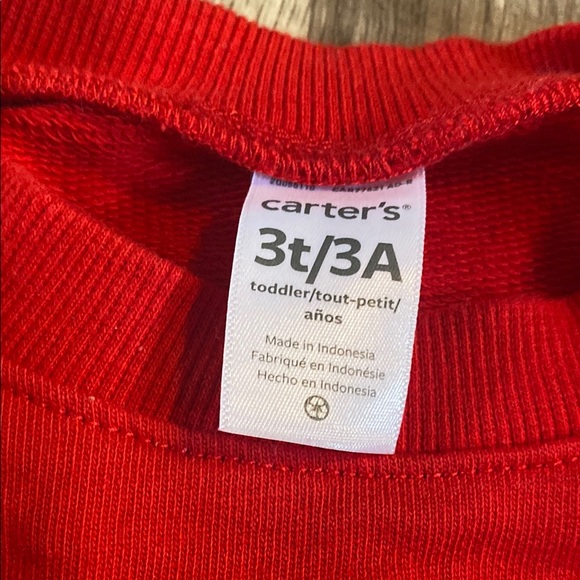 carter's®
3t/3A
toddler/tout-petit/
años
Made in Indonesia
Fabriqué en Indonésie
Hecho en Indonesia